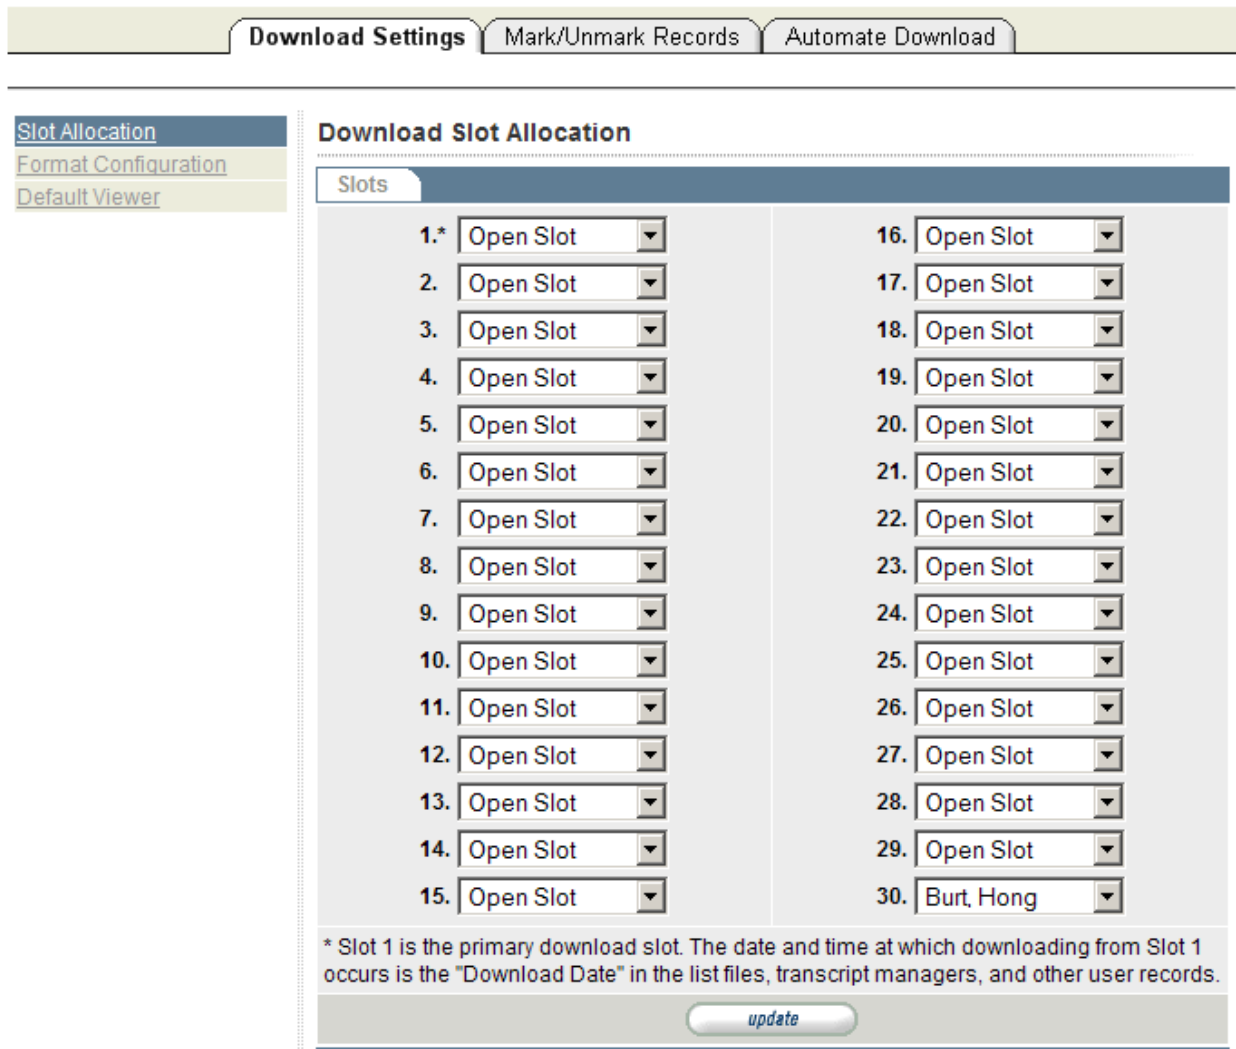 Download Settings Mark/Unmark Records Automate Download
Slot Allocation
Format Configuration
Default Viewer
Download Slot Allocation
Slots
1.* Open Slot
2. Open Slot
3. Open Slot
4. Open Slot
5. Open Slot
6. Open Slot
7. Open Slot
8. Open Slot
9. Open Slot
10. Open Slot
11. Open Slot
12. Open Slot
13. Open Slot
14. Open Slot
15. Open Slot
16. Open Slot
17. Open Slot
18. Open Slot
19. Open Slot
20. Open Slot
21. Open Slot
22. Open Slot
23. Open Slot
24. Open Slot
25. Open Slot
26. Open Slot
27. Open Slot
28. Open Slot
29. Open Slot
30. Burt, Hong
* Slot 1 is the primary download slot. The date and time at which downloading from Slot 1
occurs is the "Download Date" in the list files, transcript managers, and other user records.
update